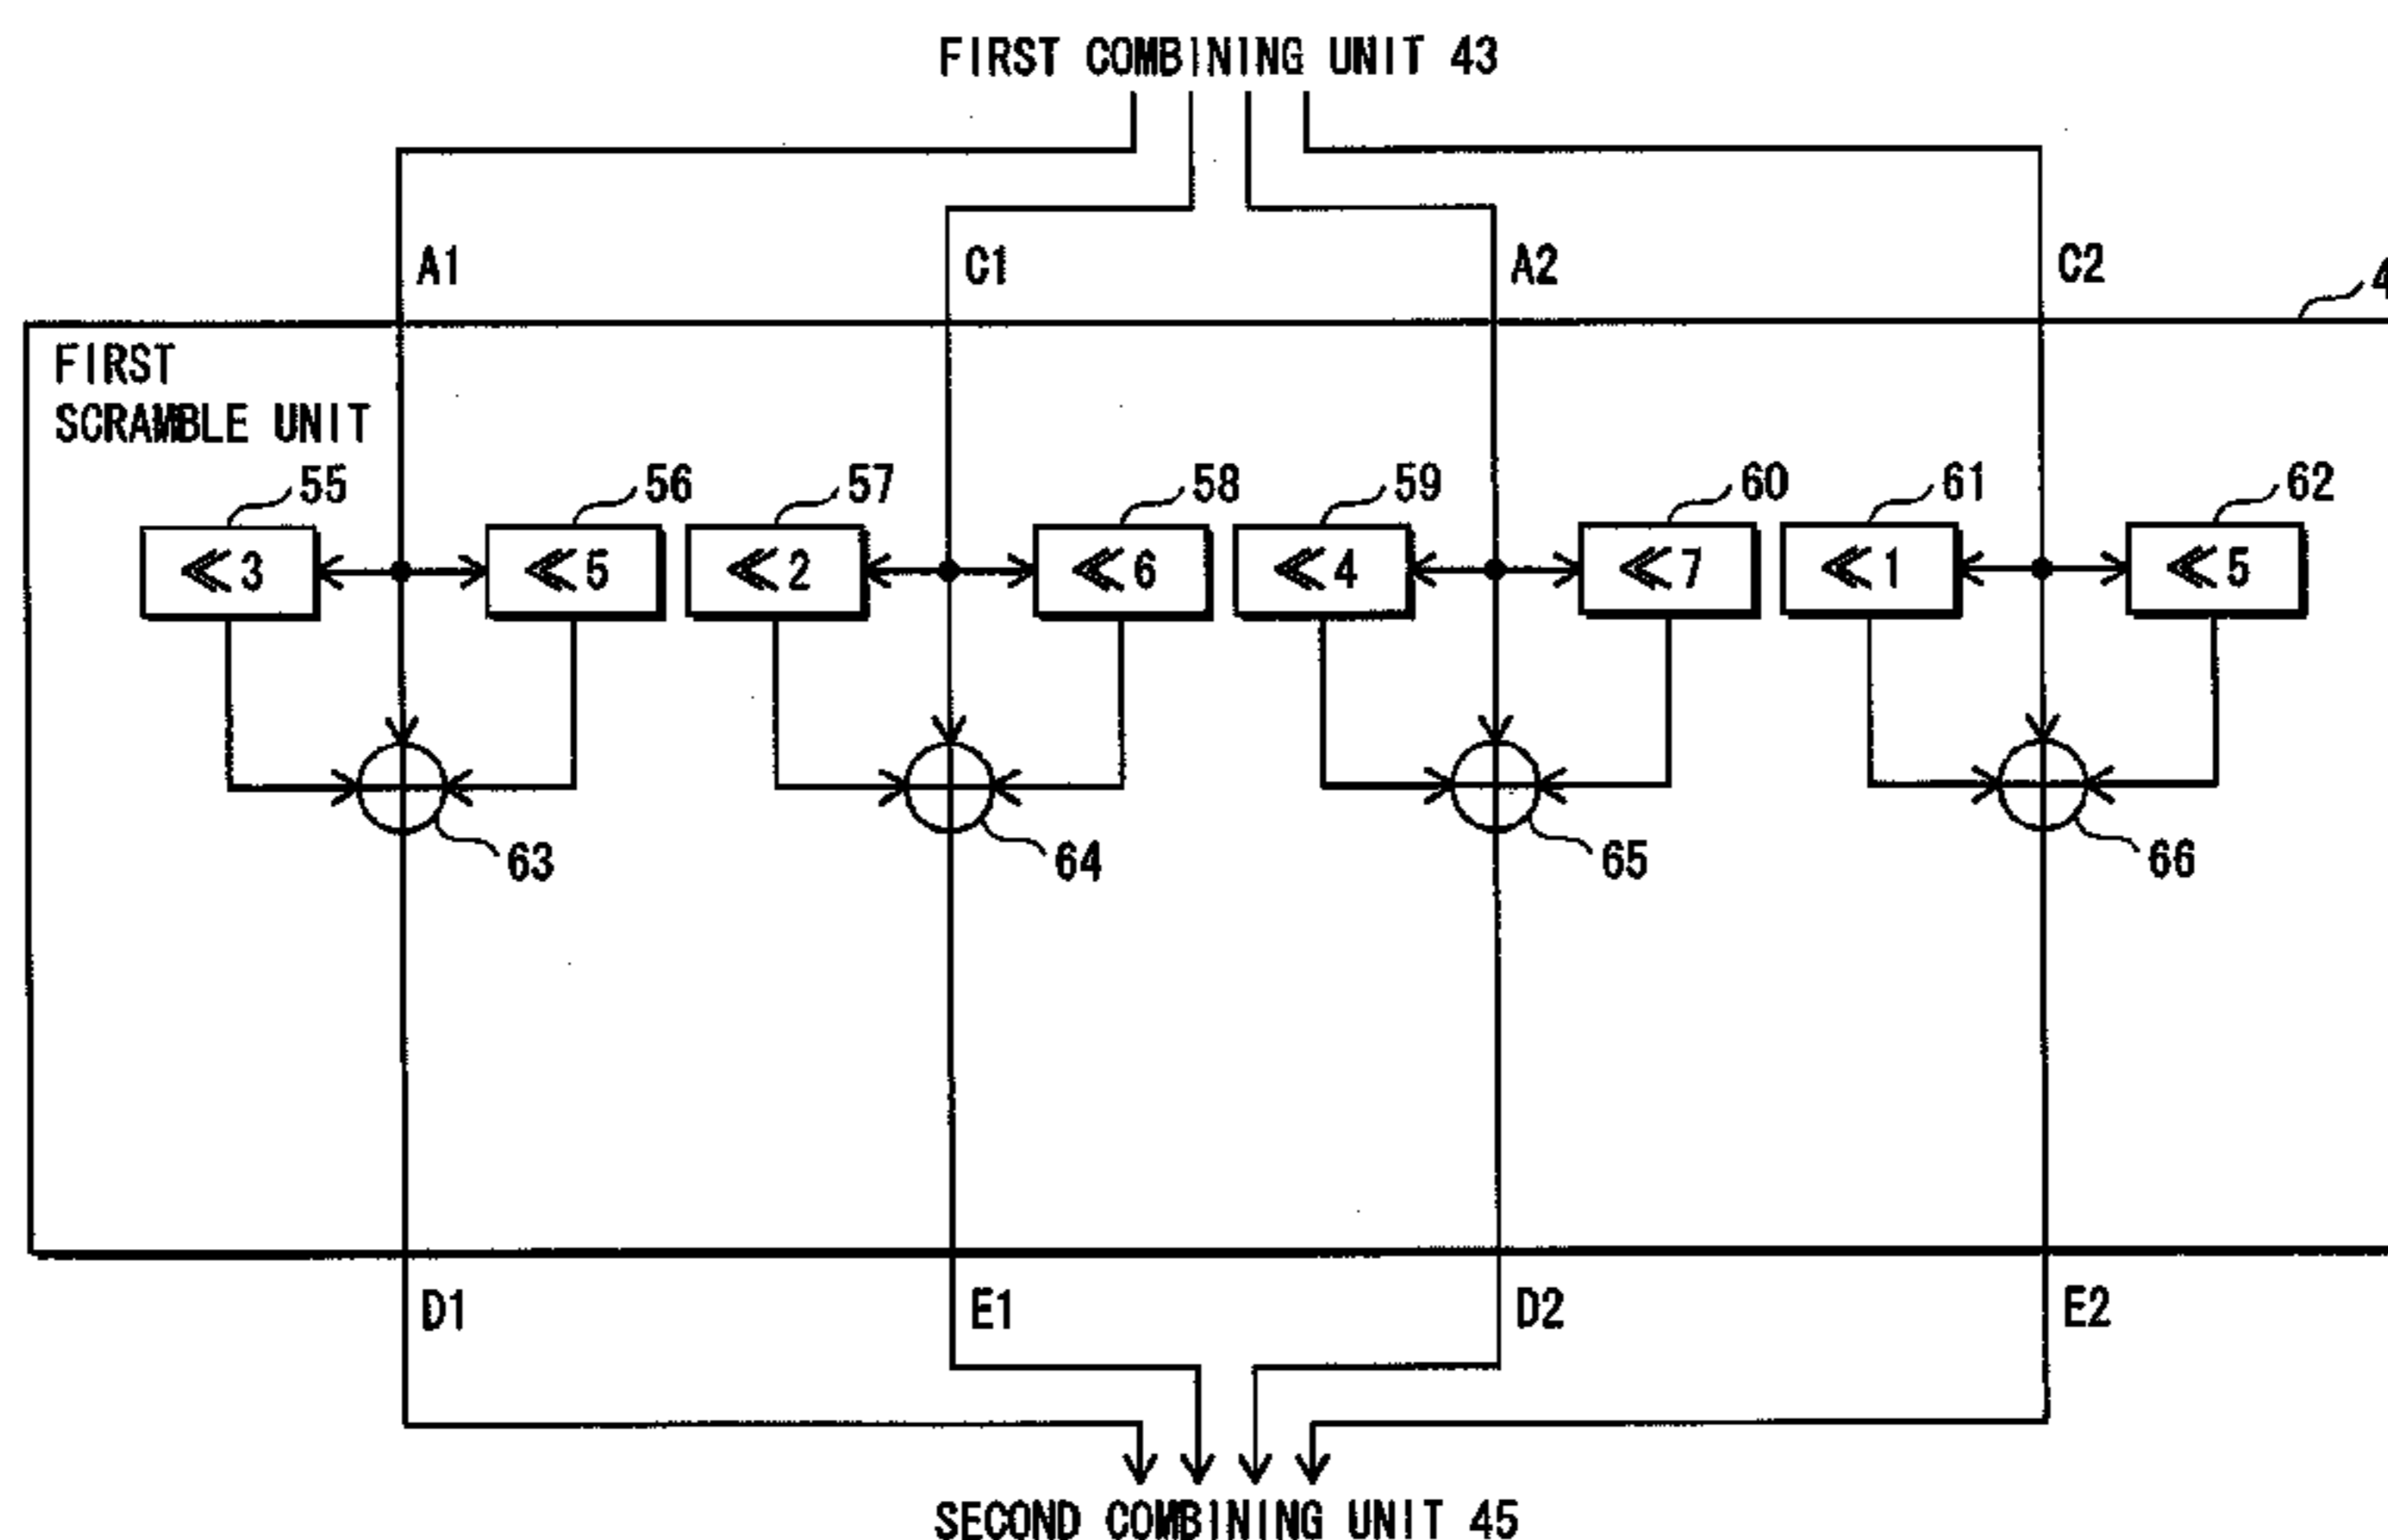 FIRST COMBINING UNIT 43
A1 C1 A2 C2
4
FIRST
SCRAMBLE UNIT
55 56 57 58 59 60 61 62
≪3 ≪5 ≪2 ≪6 ≪4 ≪7 ≪1 ≪5
63 64 65 66
D1 E1 D2 E2
SECOND COMBINING UNIT 45